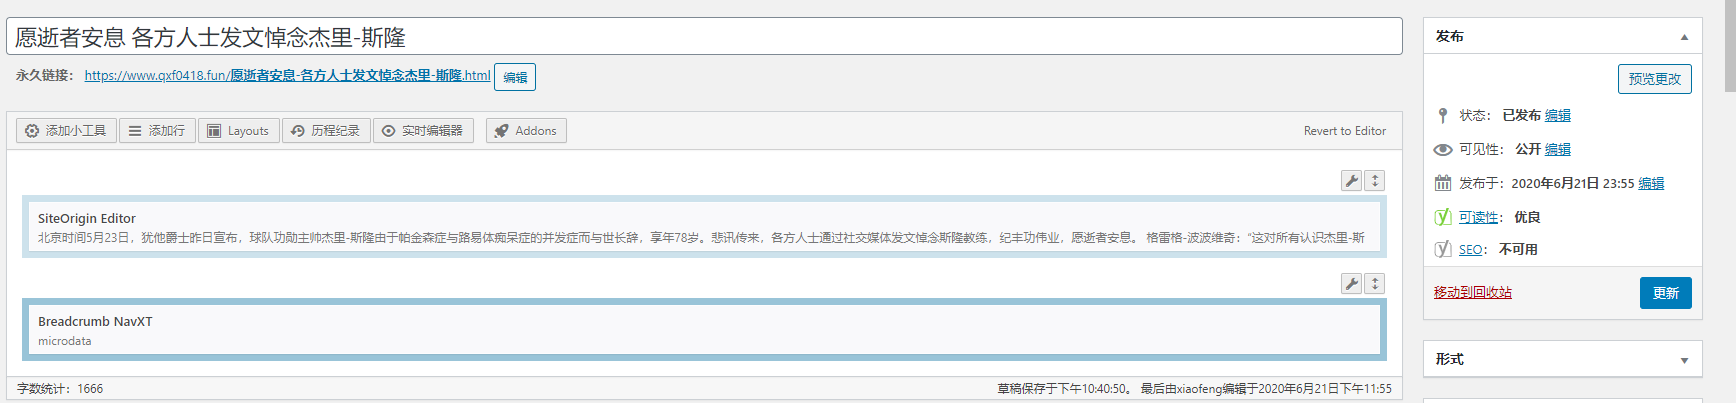 愿逝者安息 各方人士发文悼念杰里-斯隆
永久链接： https://www.qxf0418.fun/愿逝者安息-各方人士发文悼念杰里-斯隆.html 编辑
添加小工具 添加行 Layouts 历程纪录 实时编辑器 Addons Revert to Editor
SiteOrigin Editor
北京时间5月23日，犹他爵士昨日宣布，球队功勋主帅杰里-斯隆由于帕金森症与路易体痴呆症的并发症而与世长辞，享年78岁。悲讯传来，各方人士通过社交媒体发文悼念斯隆教练，纪丰功伟业，愿逝者安息。 格雷格-波波维奇：“这对所有认识杰里-斯
Breadcrumb NavXT
microdata
字数统计：1666 草稿保存于下午10:40:50。 最后由xiaofeng编辑于2020年6月21日下午11:55
发布
预览更改
状态： 已发布 编辑
可见性： 公开 编辑
发布于：2020年6月21日 23:55 编辑
可读性： 优良
SEO： 不可用
移动到回收站 更新
形式